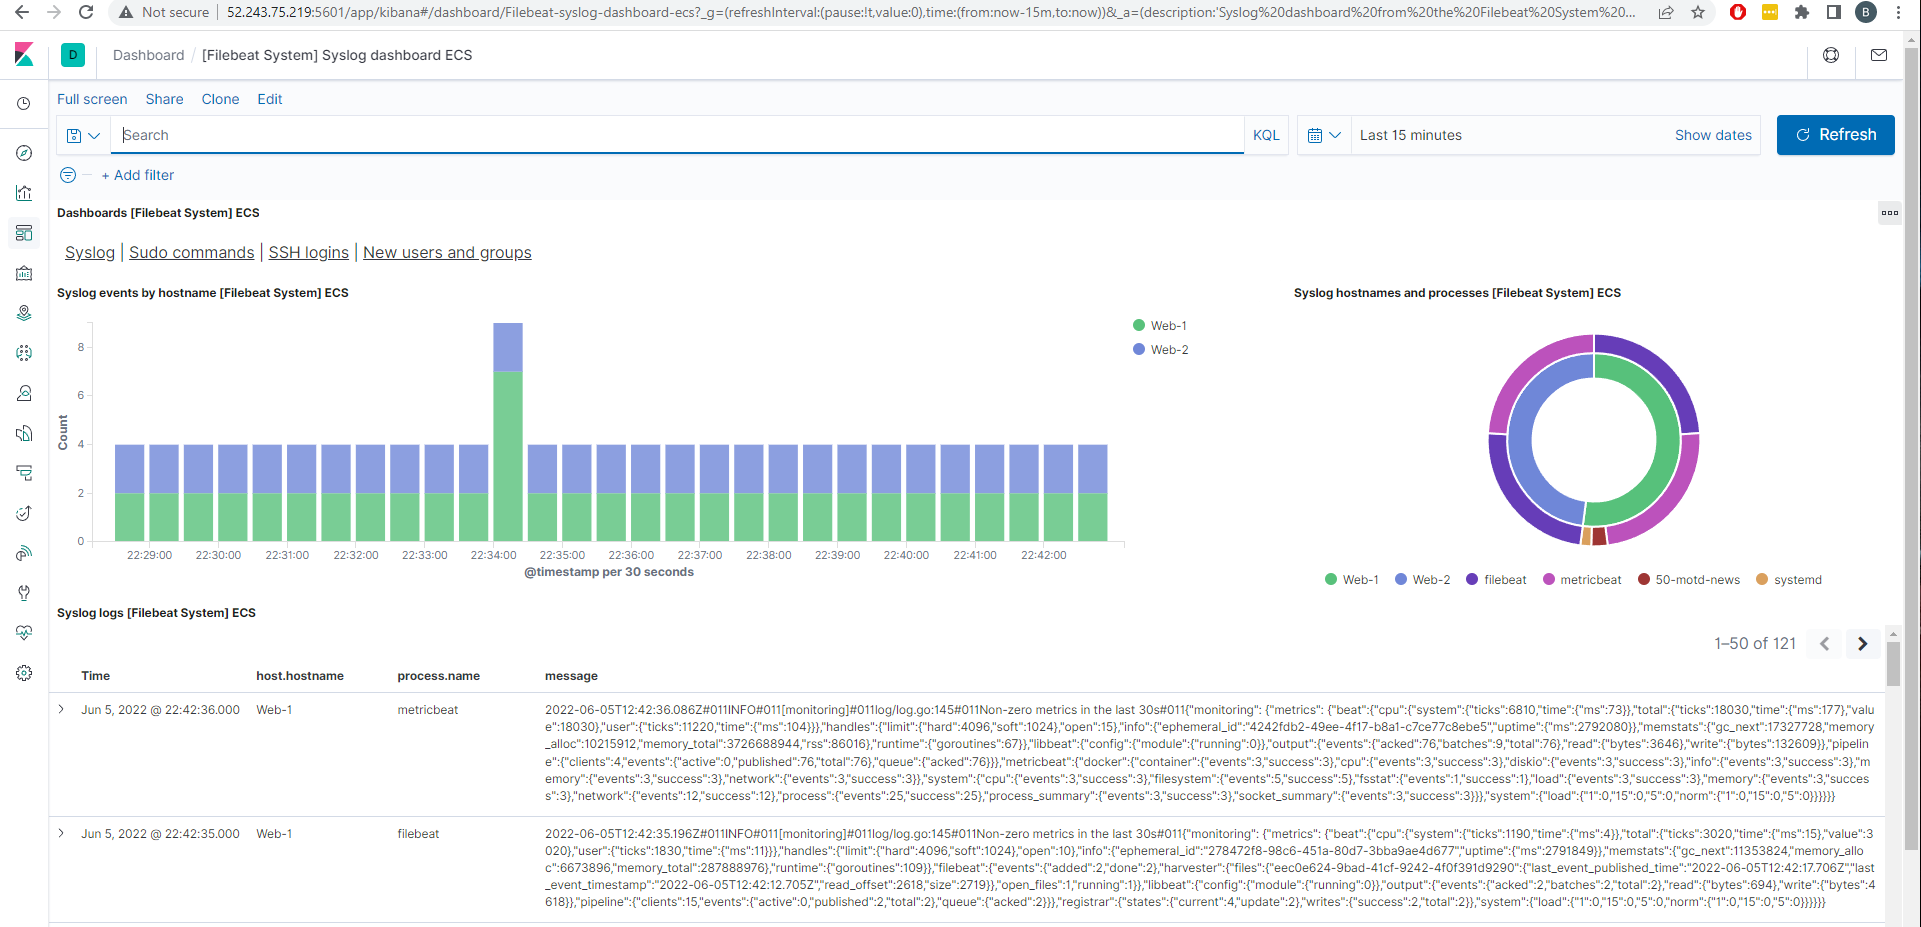 Not secure | 52.243.75.219:5601/app/kibana#/dashboard/Filebeat-syslog-dashboard-ecs?_g=(refreshInterval:(pause:!t,value:0),time:(from:now-15m,to:now))&_a=(description:'Syslog%20dashboard%20from%20the%20Filebeat%20System%20...
B
D Dashboard / [Filebeat System] Syslog dashboard ECS
Full screen Share Clone Edit
Search KQL Last 15 minutes Show dates Refresh
+ Add filter
Dashboards [Filebeat System] ECS
Syslog | Sudo commands | SSH logins | New users and groups
Syslog events by hostname [Filebeat System] ECS
8
6
4
2
0
Count
22:29:00 22:30:00 22:31:00 22:32:00 22:33:00 22:34:00 22:35:00 22:36:00 22:37:00 22:38:00 22:39:00 22:40:00 22:41:00 22:42:00
@timestamp per 30 seconds
Web-1
Web-2
Syslog hostnames and processes [Filebeat System] ECS
Web-1 Web-2 filebeat metricbeat 50-motd-news systemd
Syslog logs [Filebeat System] ECS
1–50 of 121
Time host.hostname process.name message
Jun 5, 2022 @ 22:42:36.000 Web-1 metricbeat 2022-06-05T12:42:36.086Z#011INFO#011[monitoring]#011log/log.go:145#011Non-zero metrics in the last 30s#011{"monitoring": {"metrics": {"beat":{"cpu":{"system":{"ticks":6810,"time":{"ms":73}},"total":{"ticks":18030,"time":{"ms":177},"valu
e":18030},"user":{"ticks":11220,"time":{"ms":104}}},"handles":{"limit":{"hard":4096,"soft":1024},"open":15},"info":{"ephemeral_id":"4242fdb2-49ee-4f17-b8a1-c7ce77c8ebe5","uptime":{"ms":2792080}},"memstats":{"gc_next":17327728,"memory
_alloc":10215912,"memory_total":3726688944,"rss":86016},"runtime":{"goroutines":67}},"libbeat":{"config":{"module":{"running":0}},"output":{"events":{"acked":76,"batches":9,"total":76},"read":{"bytes":3646},"write":{"bytes":132609}},"pipeline
":{"clients":4,"events":{"active":0,"published":76,"total":76},"queue":{"acked":76}}},"metricbeat":{"docker":{"container":{"events":3,"success":3},"cpu":{"events":3,"success":3},"diskio":{"events":3,"success":3},"info":{"events":3,"success":3},"m
emory":{"events":3,"success":3},"network":{"events":3,"success":3}},"system":{"cpu":{"events":3,"success":3},"filesystem":{"events":5,"success":5},"fsstat":{"events":1,"success":1},"load":{"events":3,"success":3},"memory":{"events":3,"succes
s":3},"network":{"events":12,"success":12},"process":{"events":25,"success":25},"process_summary":{"events":3,"success":3},"socket_summary":{"events":3,"success":3}}},"system":{"load":{"1":0,"15":0,"5":0,"norm":{"1":0,"15":0,"5":0}}}}}}
Jun 5, 2022 @ 22:42:35.000 Web-1 filebeat 2022-06-05T12:42:35.196Z#011INFO#011[monitoring]#011log/log.go:145#011Non-zero metrics in the last 30s#011{"monitoring": {"metrics": {"beat":{"cpu":{"system":{"ticks":1190,"time":{"ms":4}},"total":{"ticks":3020,"time":{"ms":15},"value":3
020},"user":{"ticks":1830,"time":{"ms":11}}},"handles":{"limit":{"hard":4096,"soft":1024},"open":10},"info":{"ephemeral_id":"278472f8-98c6-451a-80d7-3bba9ae4d677","uptime":{"ms":2791849}},"memstats":{"gc_next":11353824,"memory_alloc
":6673896,"memory_total":287888976},"runtime":{"goroutines":109}},"filebeat":{"events":{"added":2,"done":2},"harvester":{"files":{"eec0e624-9bad-41cf-9242-4f0f391d9290":{"last_event_published_time":"2022-06-05T12:42:17.706Z","last
_event_timestamp":"2022-06-05T12:42:12.705Z","read_offset":2618,"size":2719}},"open_files":1,"running":1}},"libbeat":{"config":{"module":{"running":0}},"output":{"events":{"acked":2,"batches":2,"total":2},"read":{"bytes":694},"write":{"bytes":4
618}},"pipeline":{"clients":15,"events":{"active":0,"published":2,"total":2},"queue":{"acked":2}}},"registrar":{"states":{"current":4,"update":2},"writes":{"success":2,"total":2}},"system":{"load":{"1":0,"15":0,"5":0,"norm":{"1":0,"15":0,"5":0}}}}}}